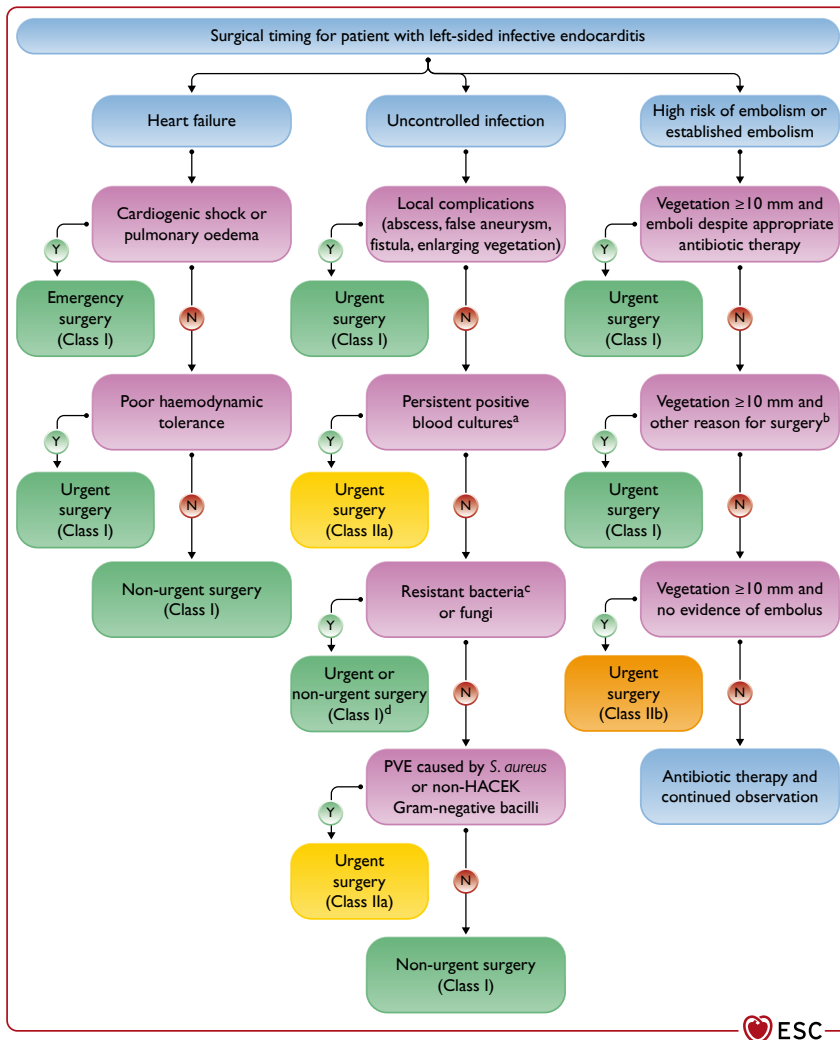 Surgical timing for patient with left-sided infective endocarditis
Heart failure
Uncontrolled infection
High risk of embolism or
established embolism
Cardiogenic shock or
pulmonary oedema
Local complications
(abscess, false aneurysm,
fistula, enlarging vegetation)
Vegetation ≥10 mm and
emboli despite appropriate
antibiotic therapy
Y
Y
Y
Emergency
surgery
(Class I)
N
Urgent
surgery
(Class I)
N
Urgent
surgery
(Class I)
N
Poor haemodynamic
tolerance
Persistent positive
blood culturesᵃ
Vegetation ≥10 mm and
other reason for surgeryᵇ
Y
Y
Y
Urgent
surgery
(Class I)
N
Urgent
surgery
(Class IIa)
N
Urgent
surgery
(Class I)
N
Non-urgent surgery
(Class I)
Resistant bacteriaᶜ
or fungi
Vegetation ≥10 mm and
no evidence of embolus
Y
Y
Urgent or
non-urgent surgery
(Class I)ᵈ
N
Urgent
surgery
(Class IIb)
N
PVE caused by S. aureus
or non-HACEK
Gram-negative bacilli
Antibiotic therapy and
continued observation
Y
Urgent
surgery
(Class IIa)
N
Non-urgent surgery
(Class I)
ESC